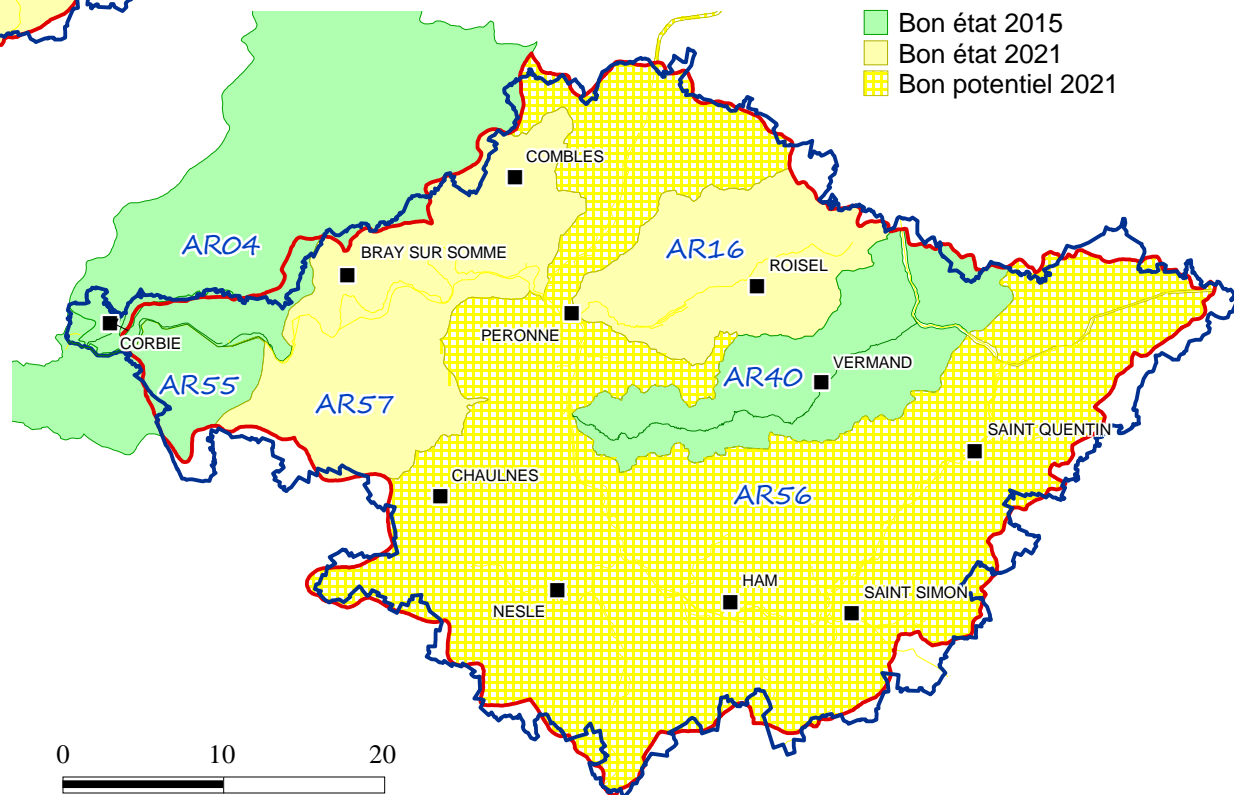 Bon état 2015
Bon état 2021
Bon potentiel 2021
COMBLES
AR04
BRAY SUR SOMME
AR16
ROISEL
PERONNE
CORBIE
AR55
AR57
AR40
VERMAND
SAINT QUENTIN
CHAULNES
AR56
HAM
NESLE
SAINT SIMON
0 10 20